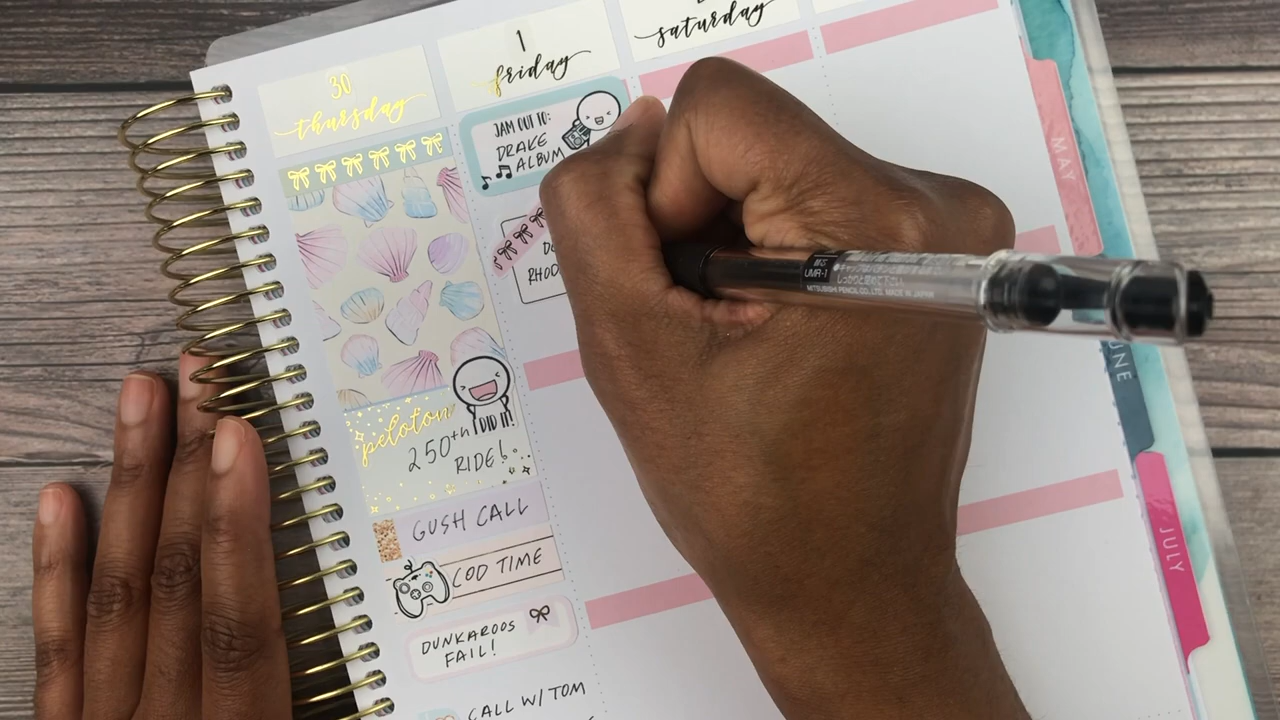 30
thursday
1
friday
saturday
JAM OUT TO:
DRAKE
ALBUM
peloton
I DID IT!
250th
RIDE!
GUSH CALL
COD TIME
DUNKAROOS
FAIL!
CALL W/ TOM
MAY
JUNE
JULY
UMR-1
MITSUBISHI PENCIL CO., LTD. MADE IN JAPAN